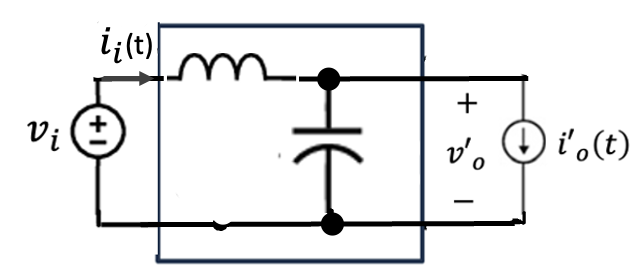 i_i(t)
+
v_i
+
−
v'_o
i'_o(t)
−